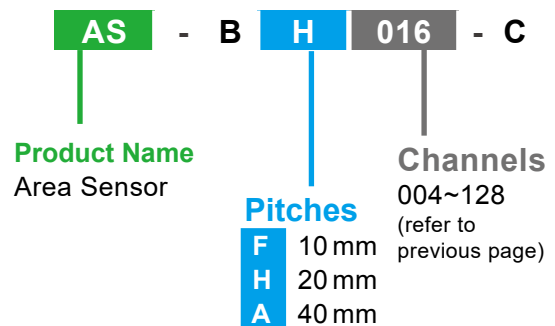 AS - B H 016 - C
Product Name
Area Sensor
Channels
004~128
(refer to
previous page)
Pitches
F 10 mm
H 20 mm
A 40 mm